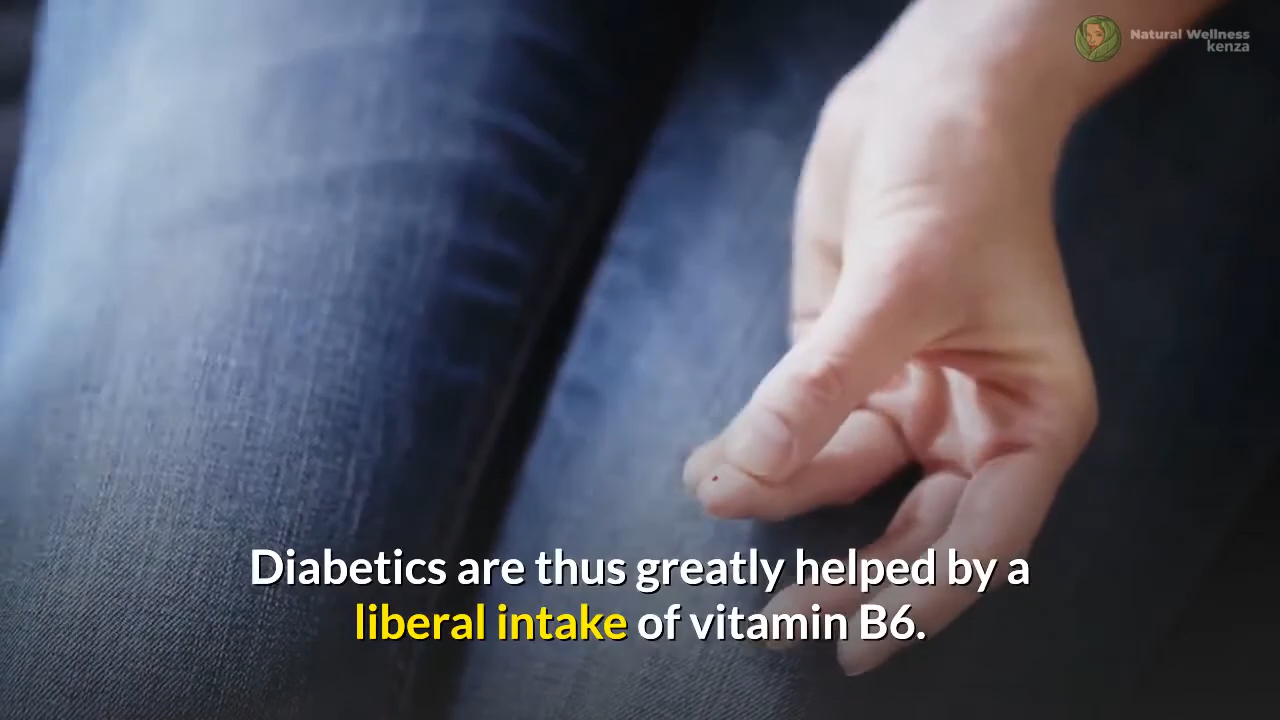 Natural Wellness
kenza
Diabetics are thus greatly helped by a
liberal intake of vitamin B6.